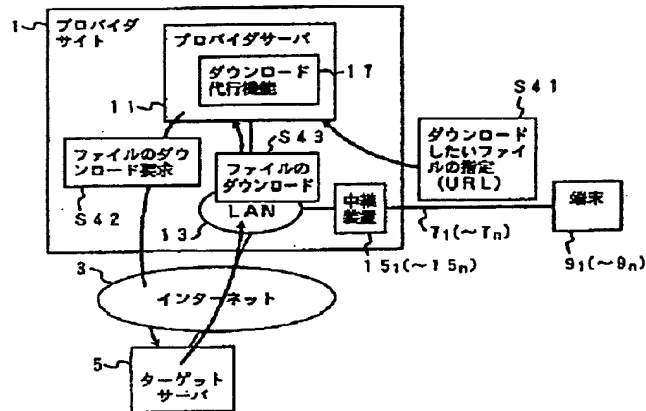 1
プロバイダ
サイト
プロバイダサーバ
ダウンロード
代行機能
17
11
S41
ダウンロード
したいファイ
ルの指定
(URL)
S43
ファイルのダウ
ンロード要求
S42
ファイルの
ダウンロード
LAN
13
中継
装置
15₁(〜15ₙ)
7₁(〜7ₙ)
端末
9₁(〜9ₙ)
3
インターネット
5
ターゲット
サーバ